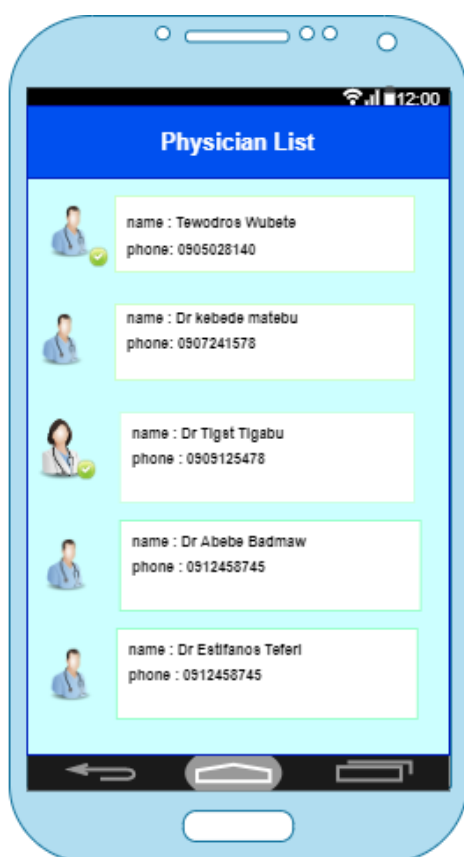 12:00
Physician List
name : Tewodros Wubete
phone: 0905028140
name : Dr kebede matebu
phone: 0907241578
name : Dr Tigst Tigabu
phone : 0909125478
name : Dr Abebe Badmaw
phone : 0912458745
name : Dr Estifanos Teferi
phone : 0912458745